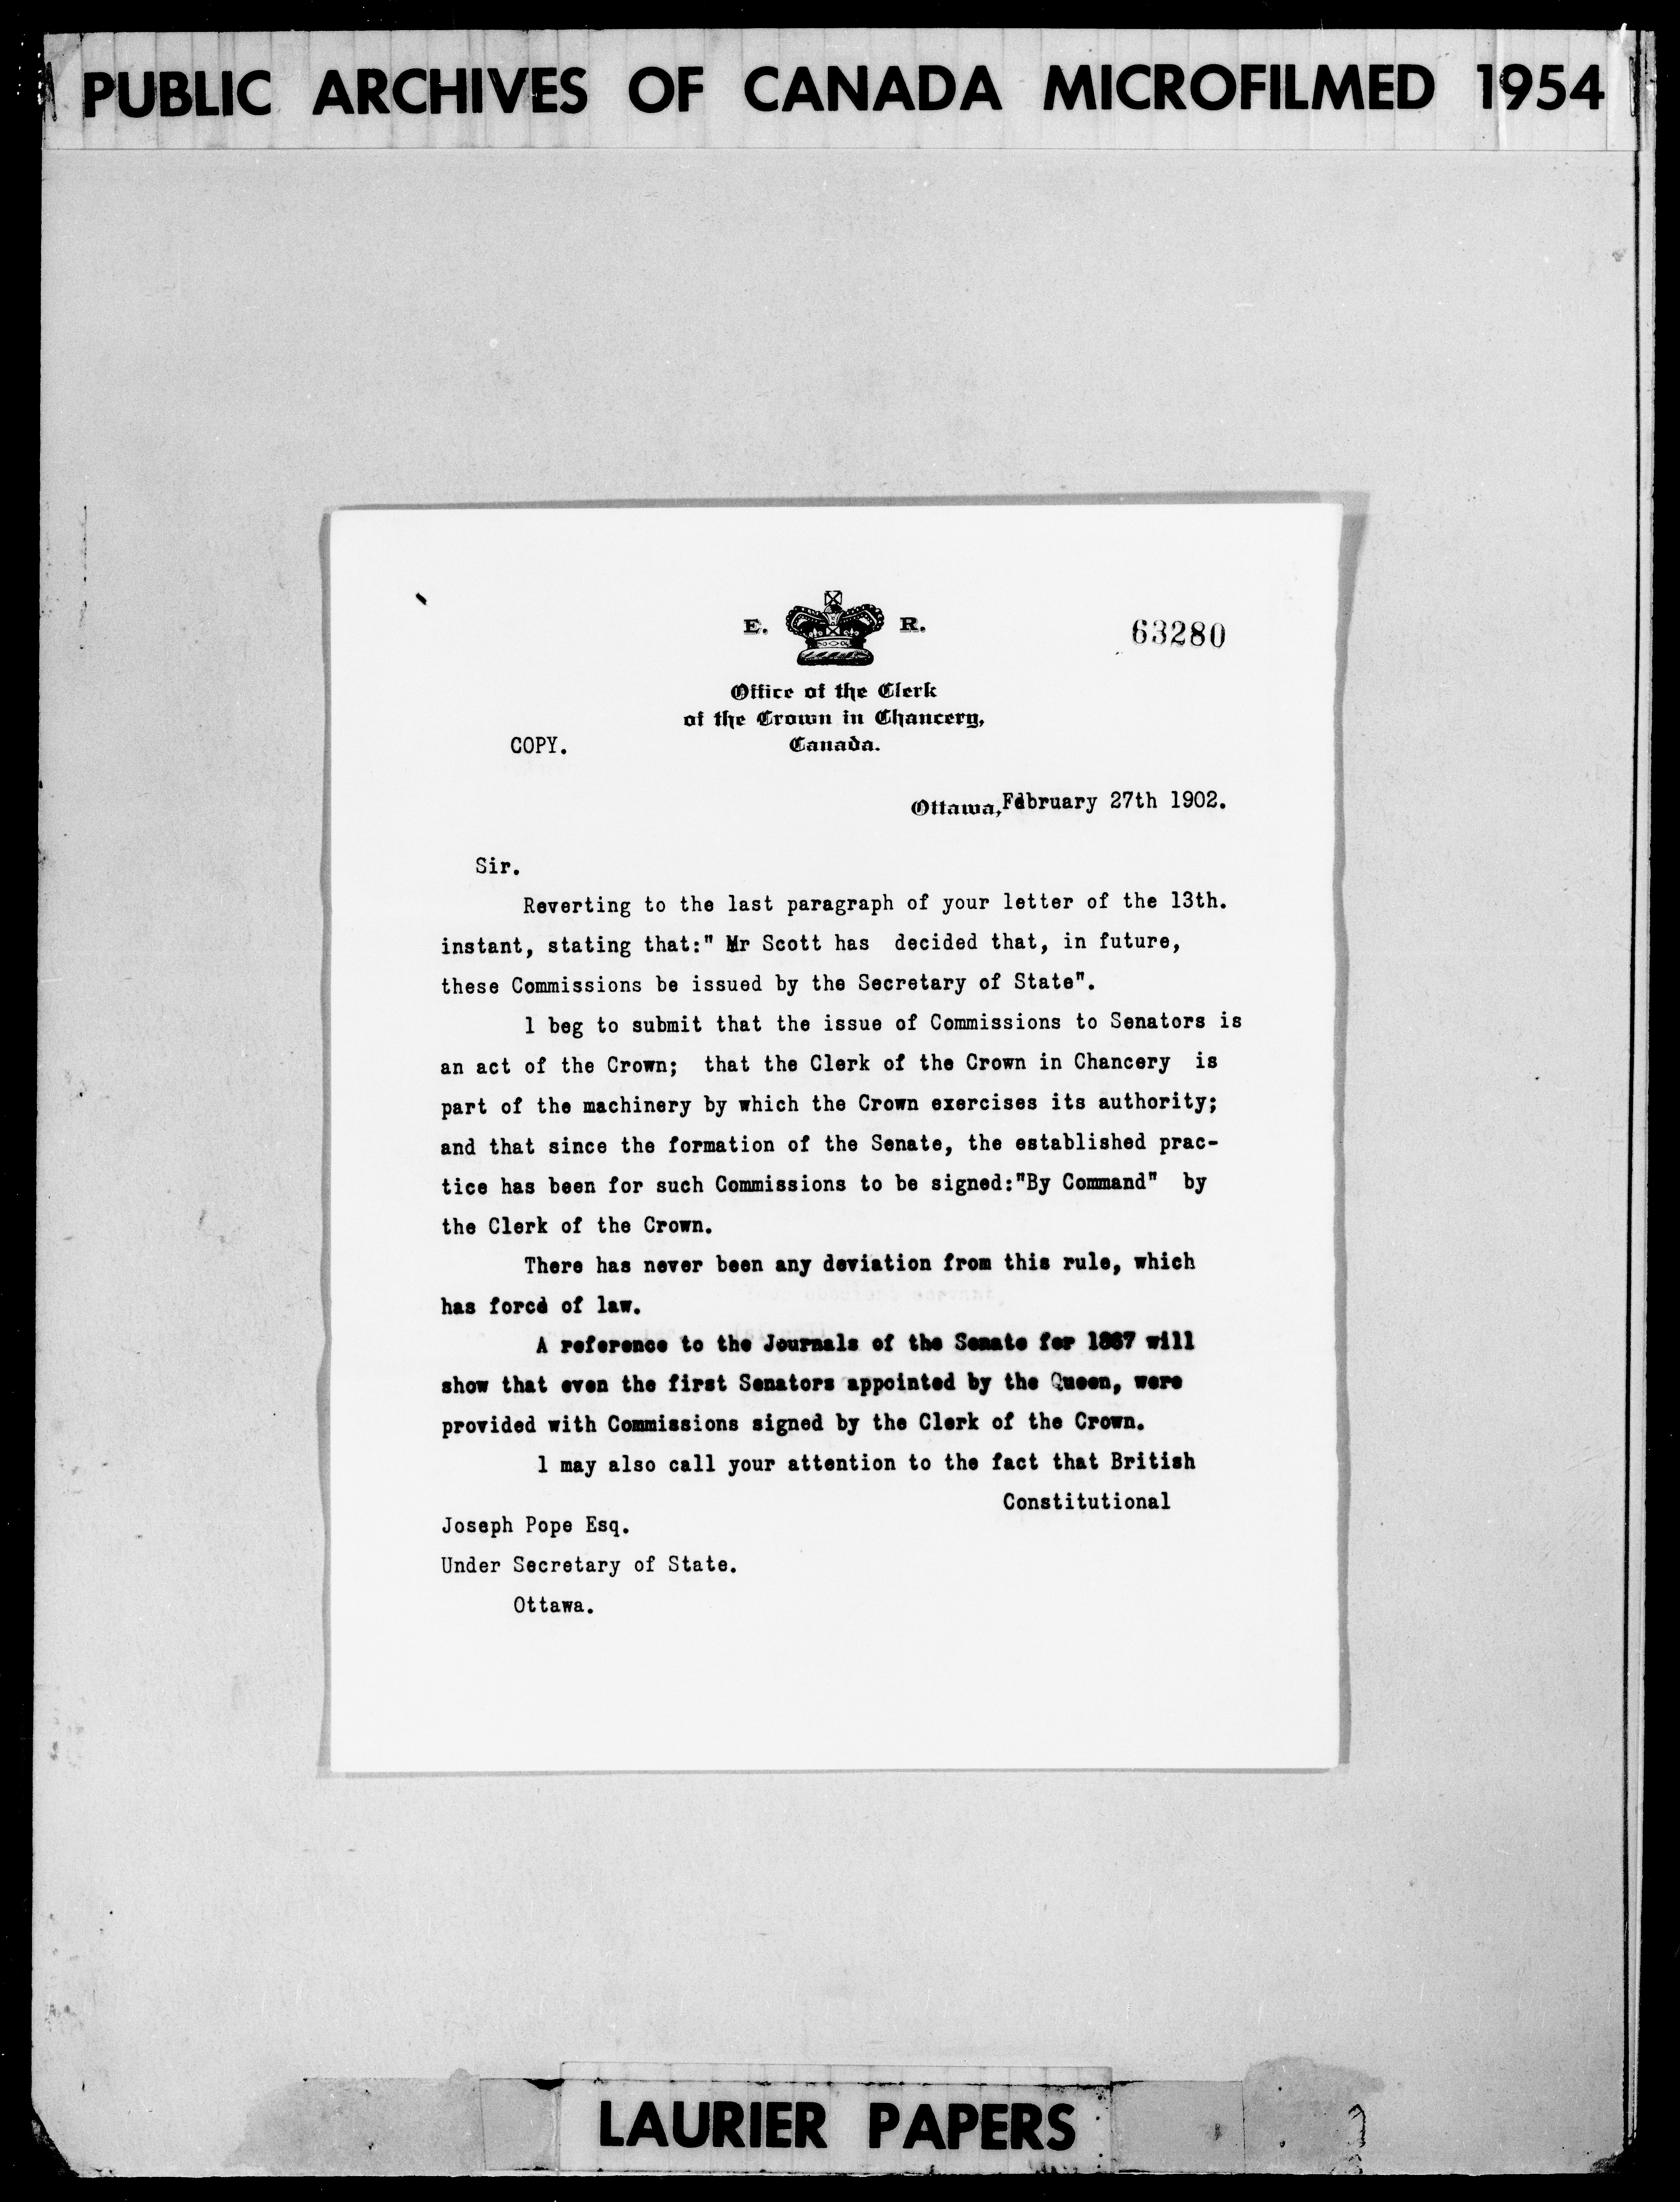 PUBLIC ARCHIVES OF CANADA MICROFILMED 1954
E. R.
63280
Office of the Clerk
of the Crown in Chancery,
COPY. Canada.
Ottawa, February 27th 1902.
Sir.
Reverting to the last paragraph of your letter of the 13th.
instant, stating that:" Mr Scott has decided that, in future,
these Commissions be issued by the Secretary of State".
l beg to submit that the issue of Commissions to Senators is
an act of the Crown; that the Clerk of the Crown in Chancery is
part of the machinery by which the Crown exercises its authority;
and that since the formation of the Senate, the established prac-
tice has been for such Commissions to be signed:"By Command" by
the Clerk of the Crown.
There has never been any deviation from this rule, which
has force of law.
A reference to the Journals of the Senate for 1867 will
show that even the first Senators appointed by the Queen, were
provided with Commissions signed by the Clerk of the Crown.
l may also call your attention to the fact that British
Constitutional
Joseph Pope Esq.
Under Secretary of State.
Ottawa.
LAURIER PAPERS